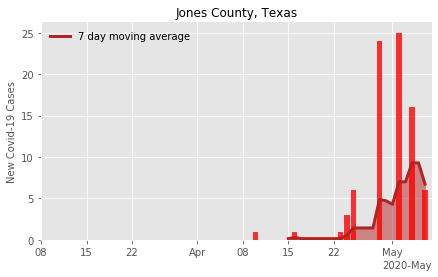 Jones County, Texas
7 day moving average
New Covid-19 Cases
25
20
15
10
5
0
08 15 22 Apr 08 15 22 May
2020-May